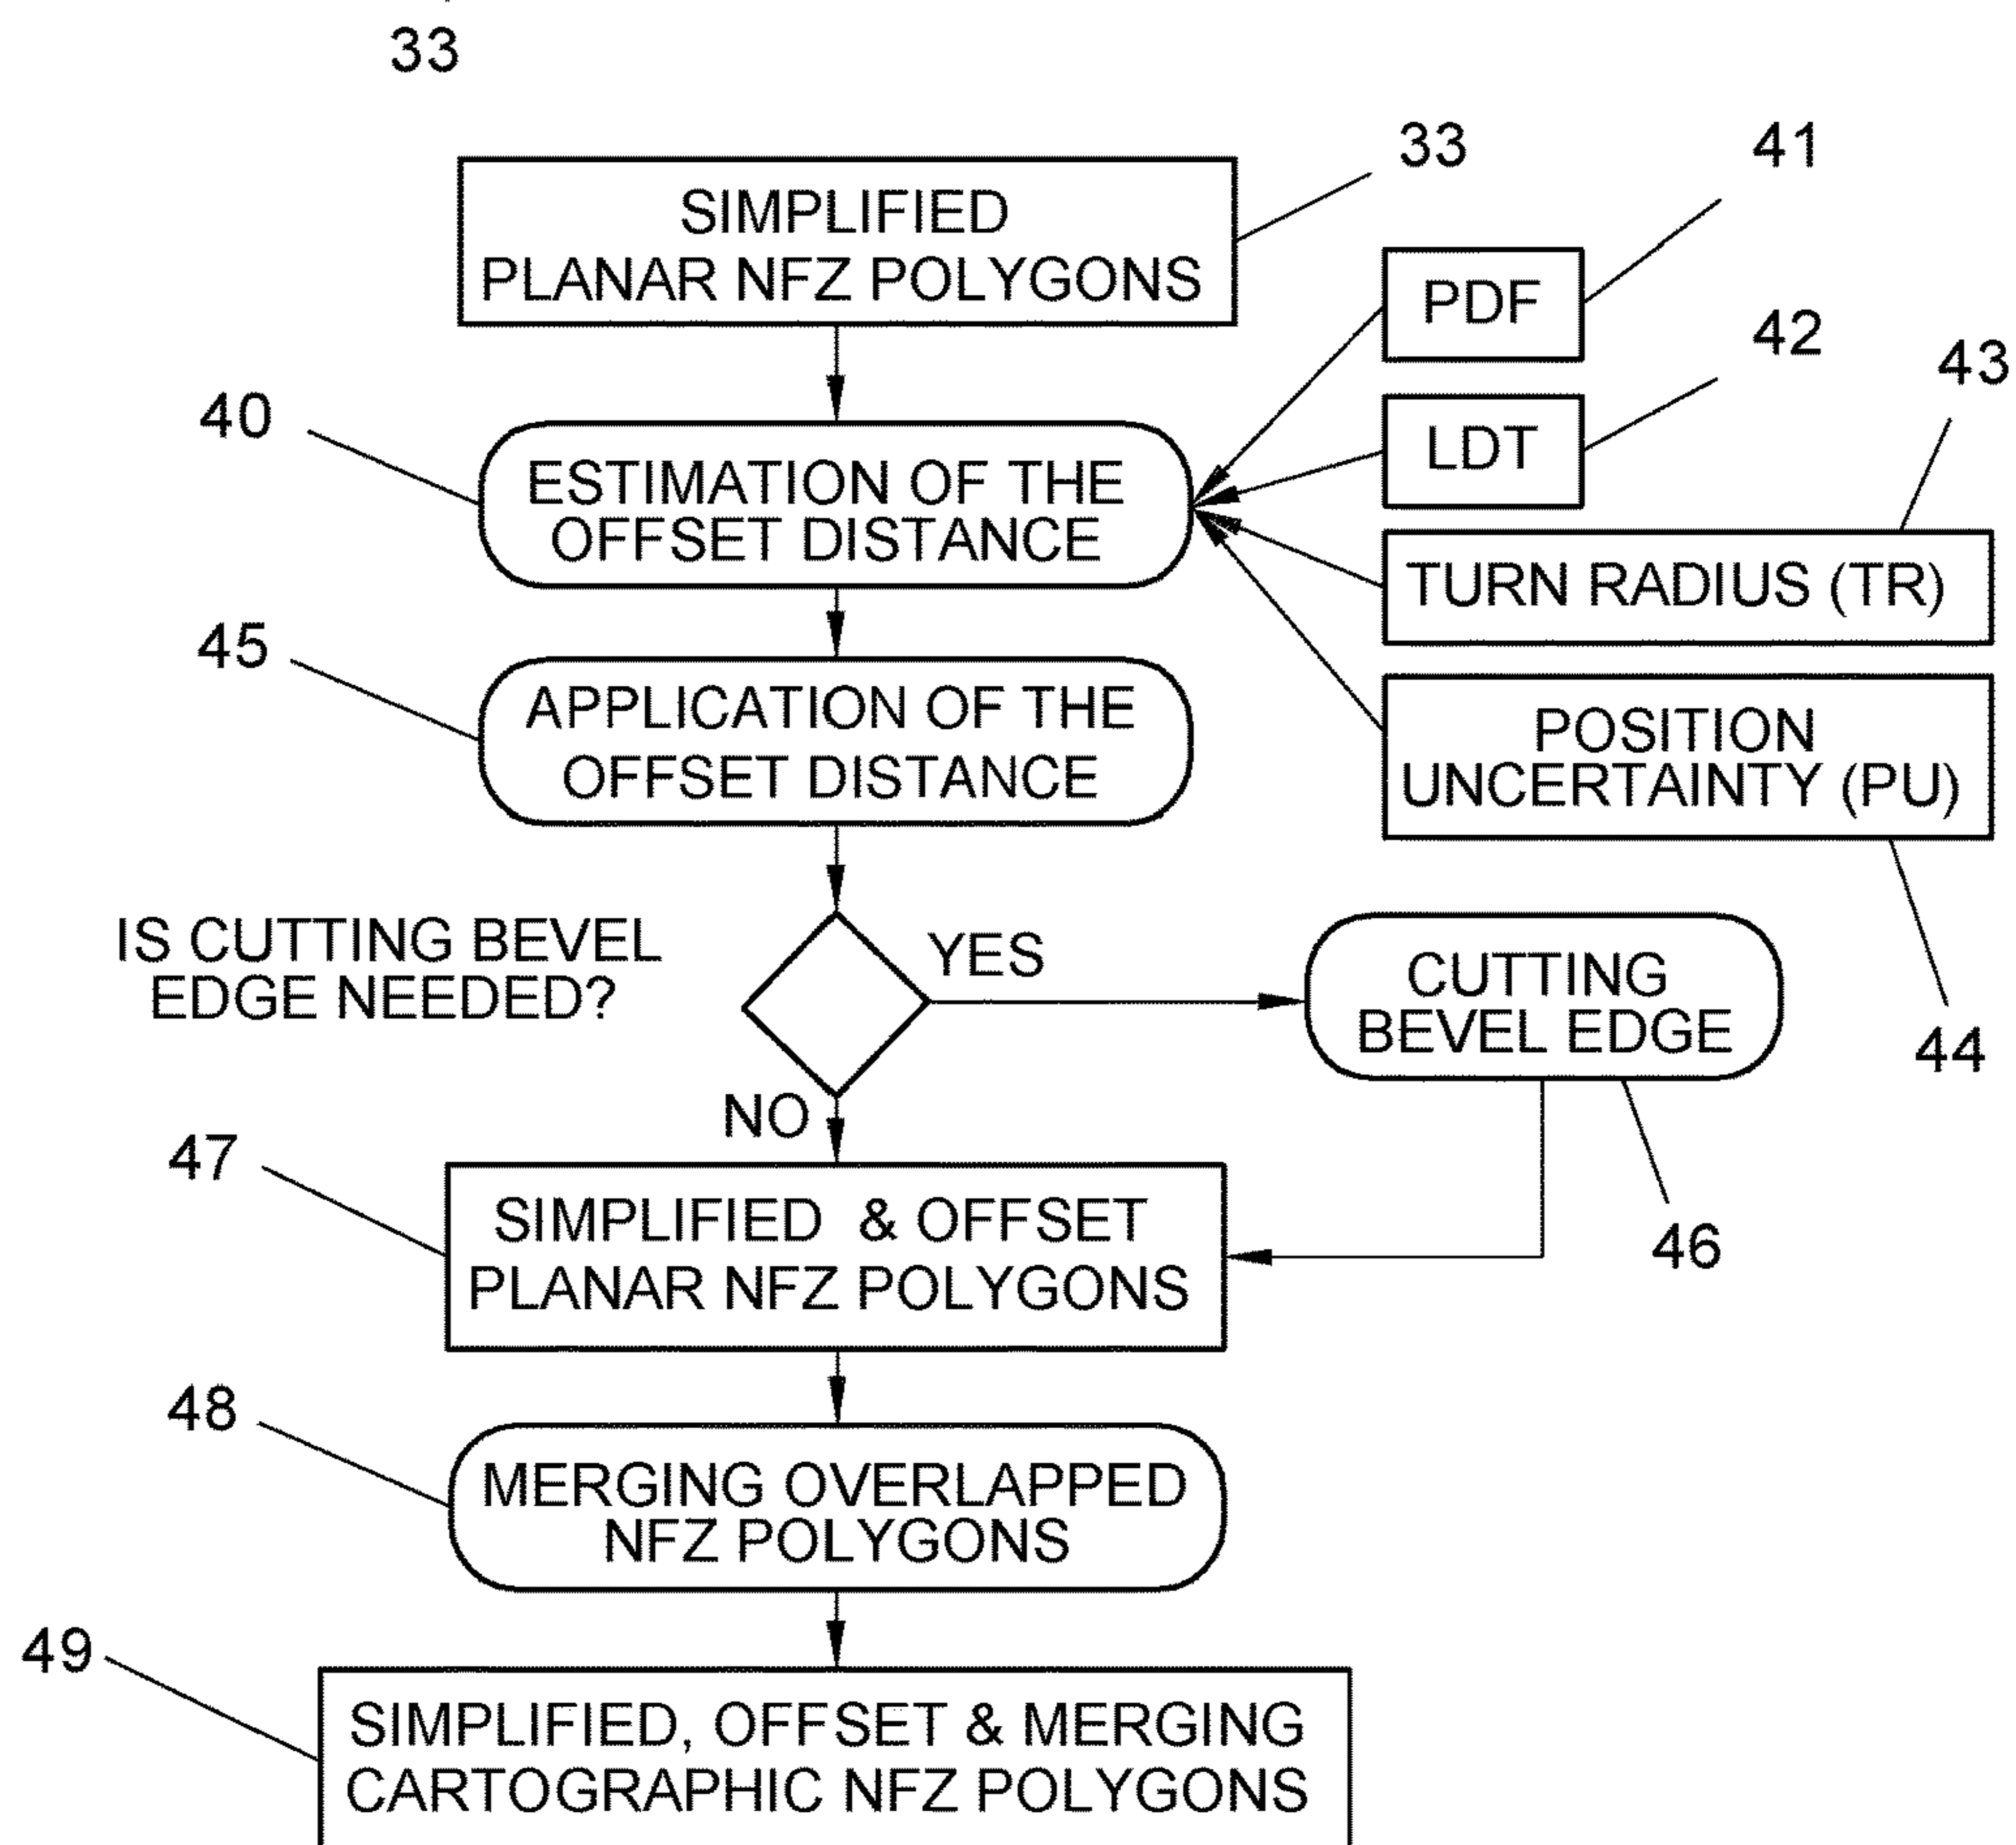 33
SIMPLIFIED
PLANAR NFZ POLYGONS
33
41
PDF
42
LDT
43
40
ESTIMATION OF THE
OFFSET DISTANCE
TURN RADIUS (TR)
45
APPLICATION OF THE
OFFSET DISTANCE
POSITION
UNCERTAINTY (PU)
44
IS CUTTING BEVEL
EDGE NEEDED?
YES
CUTTING
BEVEL EDGE
46
NO
47
SIMPLIFIED & OFFSET
PLANAR NFZ POLYGONS
48
MERGING OVERLAPPED
NFZ POLYGONS
49
SIMPLIFIED, OFFSET & MERGING
CARTOGRAPHIC NFZ POLYGONS